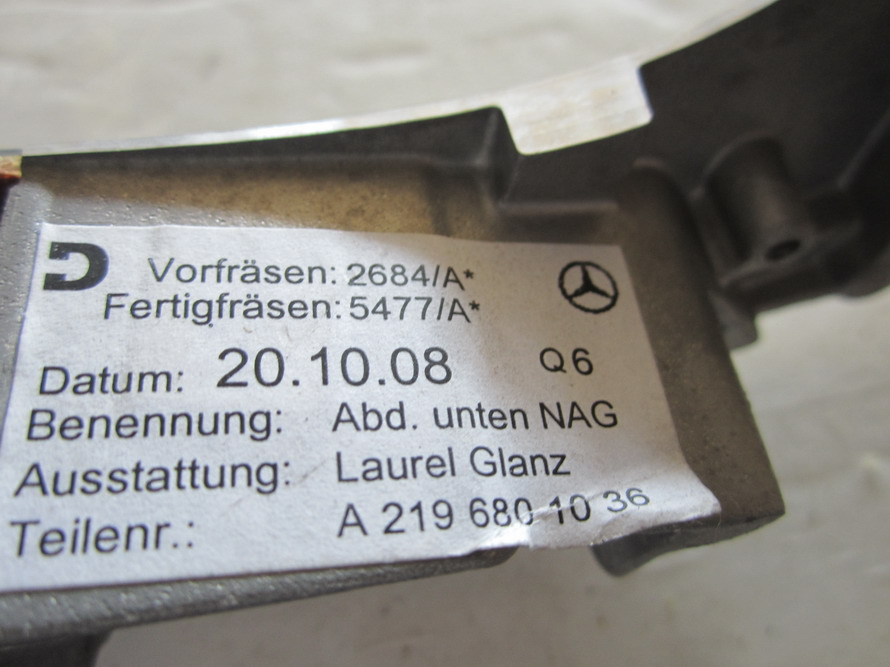 Vorfräsen: 2684/A*
Fertigfräsen: 5477/A*
Datum: 20.10.08 Q6
Benennung: Abd. unten NAG
Ausstattung: Laurel Glanz
Teilenr.: A 219 680 10 36